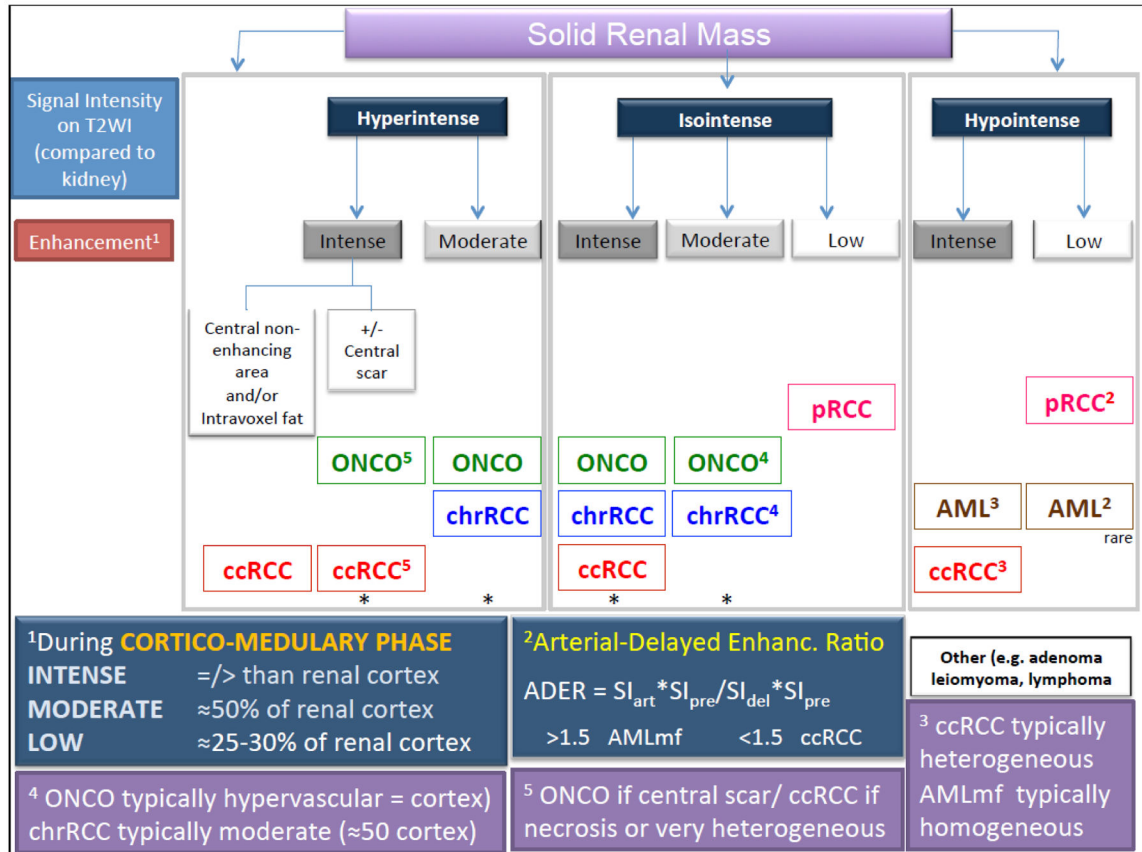 Solid Renal Mass
Signal Intensity
on T2WI
(compared to
kidney)
Hyperintense
Isointense
Hypointense
Enhancement¹
Intense
Moderate
Intense
Moderate
Low
Intense
Low
Central non-
enhancing
area
and/or
Intravoxel fat
+/-
Central
scar
pRCC
pRCC²
ONCO⁵
ONCO
ONCO
ONCO⁴
chrRCC
chrRCC
chrRCC⁴
AML³
AML²
rare
ccRCC
ccRCC⁵
ccRCC
ccRCC³
* * * *
¹During CORTICO-MEDULARY PHASE
INTENSE =/> than renal cortex
MODERATE ≈50% of renal cortex
LOW ≈25-30% of renal cortex
²Arterial-Delayed Enhanc. Ratio
ADER = SIart*SIpre/SIdel*SIpre
>1.5 AMLmf <1.5 ccRCC
Other (e.g. adenoma
leiomyoma, lymphoma
³ ccRCC typically
heterogeneous
AMLmf typically
homogeneous
⁴ ONCO typically hypervascular = cortex)
chrRCC typically moderate (≈50 cortex)
⁵ ONCO if central scar/ ccRCC if
necrosis or very heterogeneous